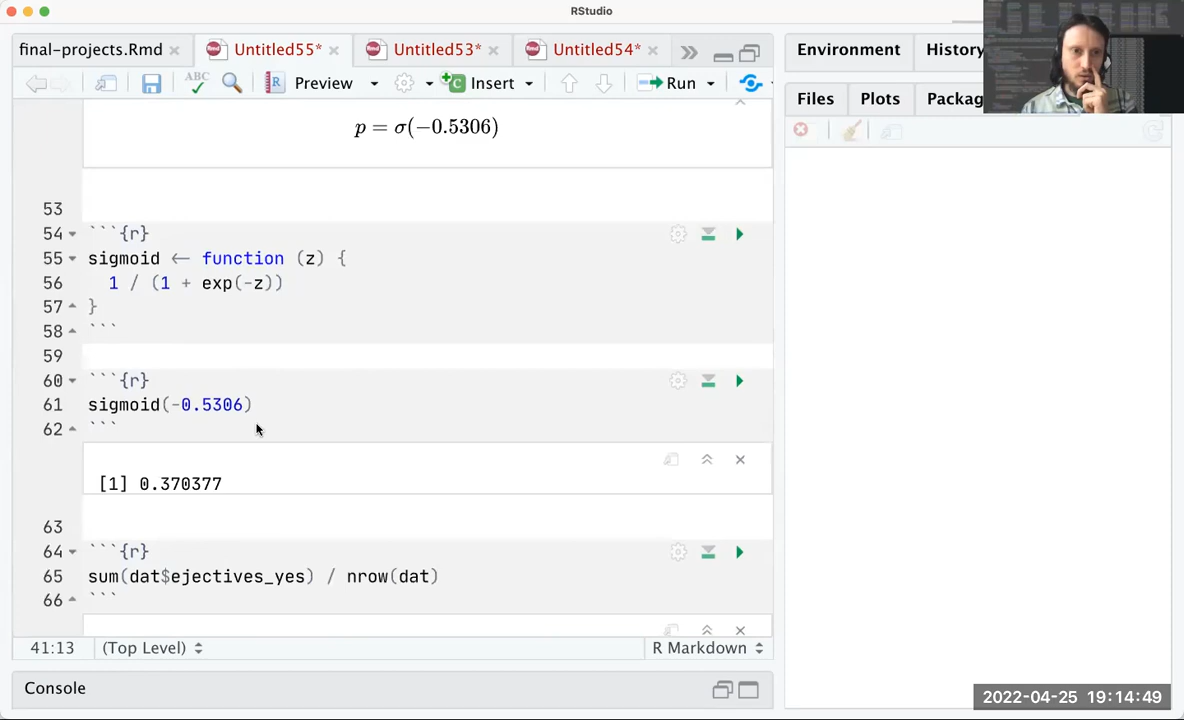 RStudio
final-projects.Rmd
Untitled55*
Untitled53*
Untitled54*
Environment
History
ABC
Preview
Insert
Run
Files
Plots
Packag
p = σ(−0.5306)
53
54 ```{r}
55 sigmoid <- function (z) {
56 1 / (1 + exp(-z))
57 }
58 ```
59
60 ```{r}
61 sigmoid(-0.5306)
62 ```
[1] 0.370377
63
64 ```{r}
65 sum(dat$ejectives_yes) / nrow(dat)
66 ```
41:13 (Top Level) R Markdown
Console
2022-04-25 19:14:49